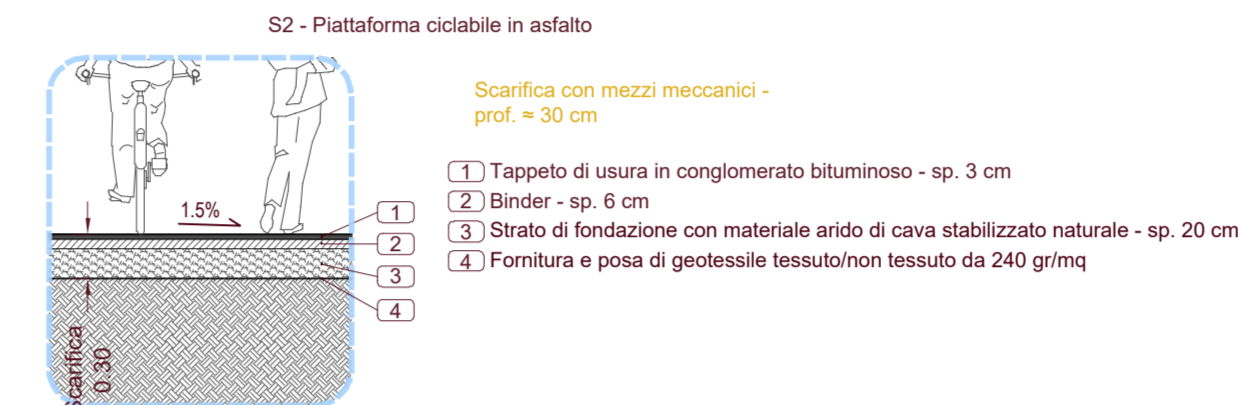 S2 - Piattaforma ciclabile in asfalto
Scarifica con mezzi meccanici -
prof. ≈ 30 cm
1 Tappeto di usura in conglomerato bituminoso - sp. 3 cm
2 Binder - sp. 6 cm
3 Strato di fondazione con materiale arido di cava stabilizzato naturale - sp. 20 cm
4 Fornitura e posa di geotessile tessuto/non tessuto da 240 gr/mq
1.5%
1
2
3
4
Scarifica
0.30